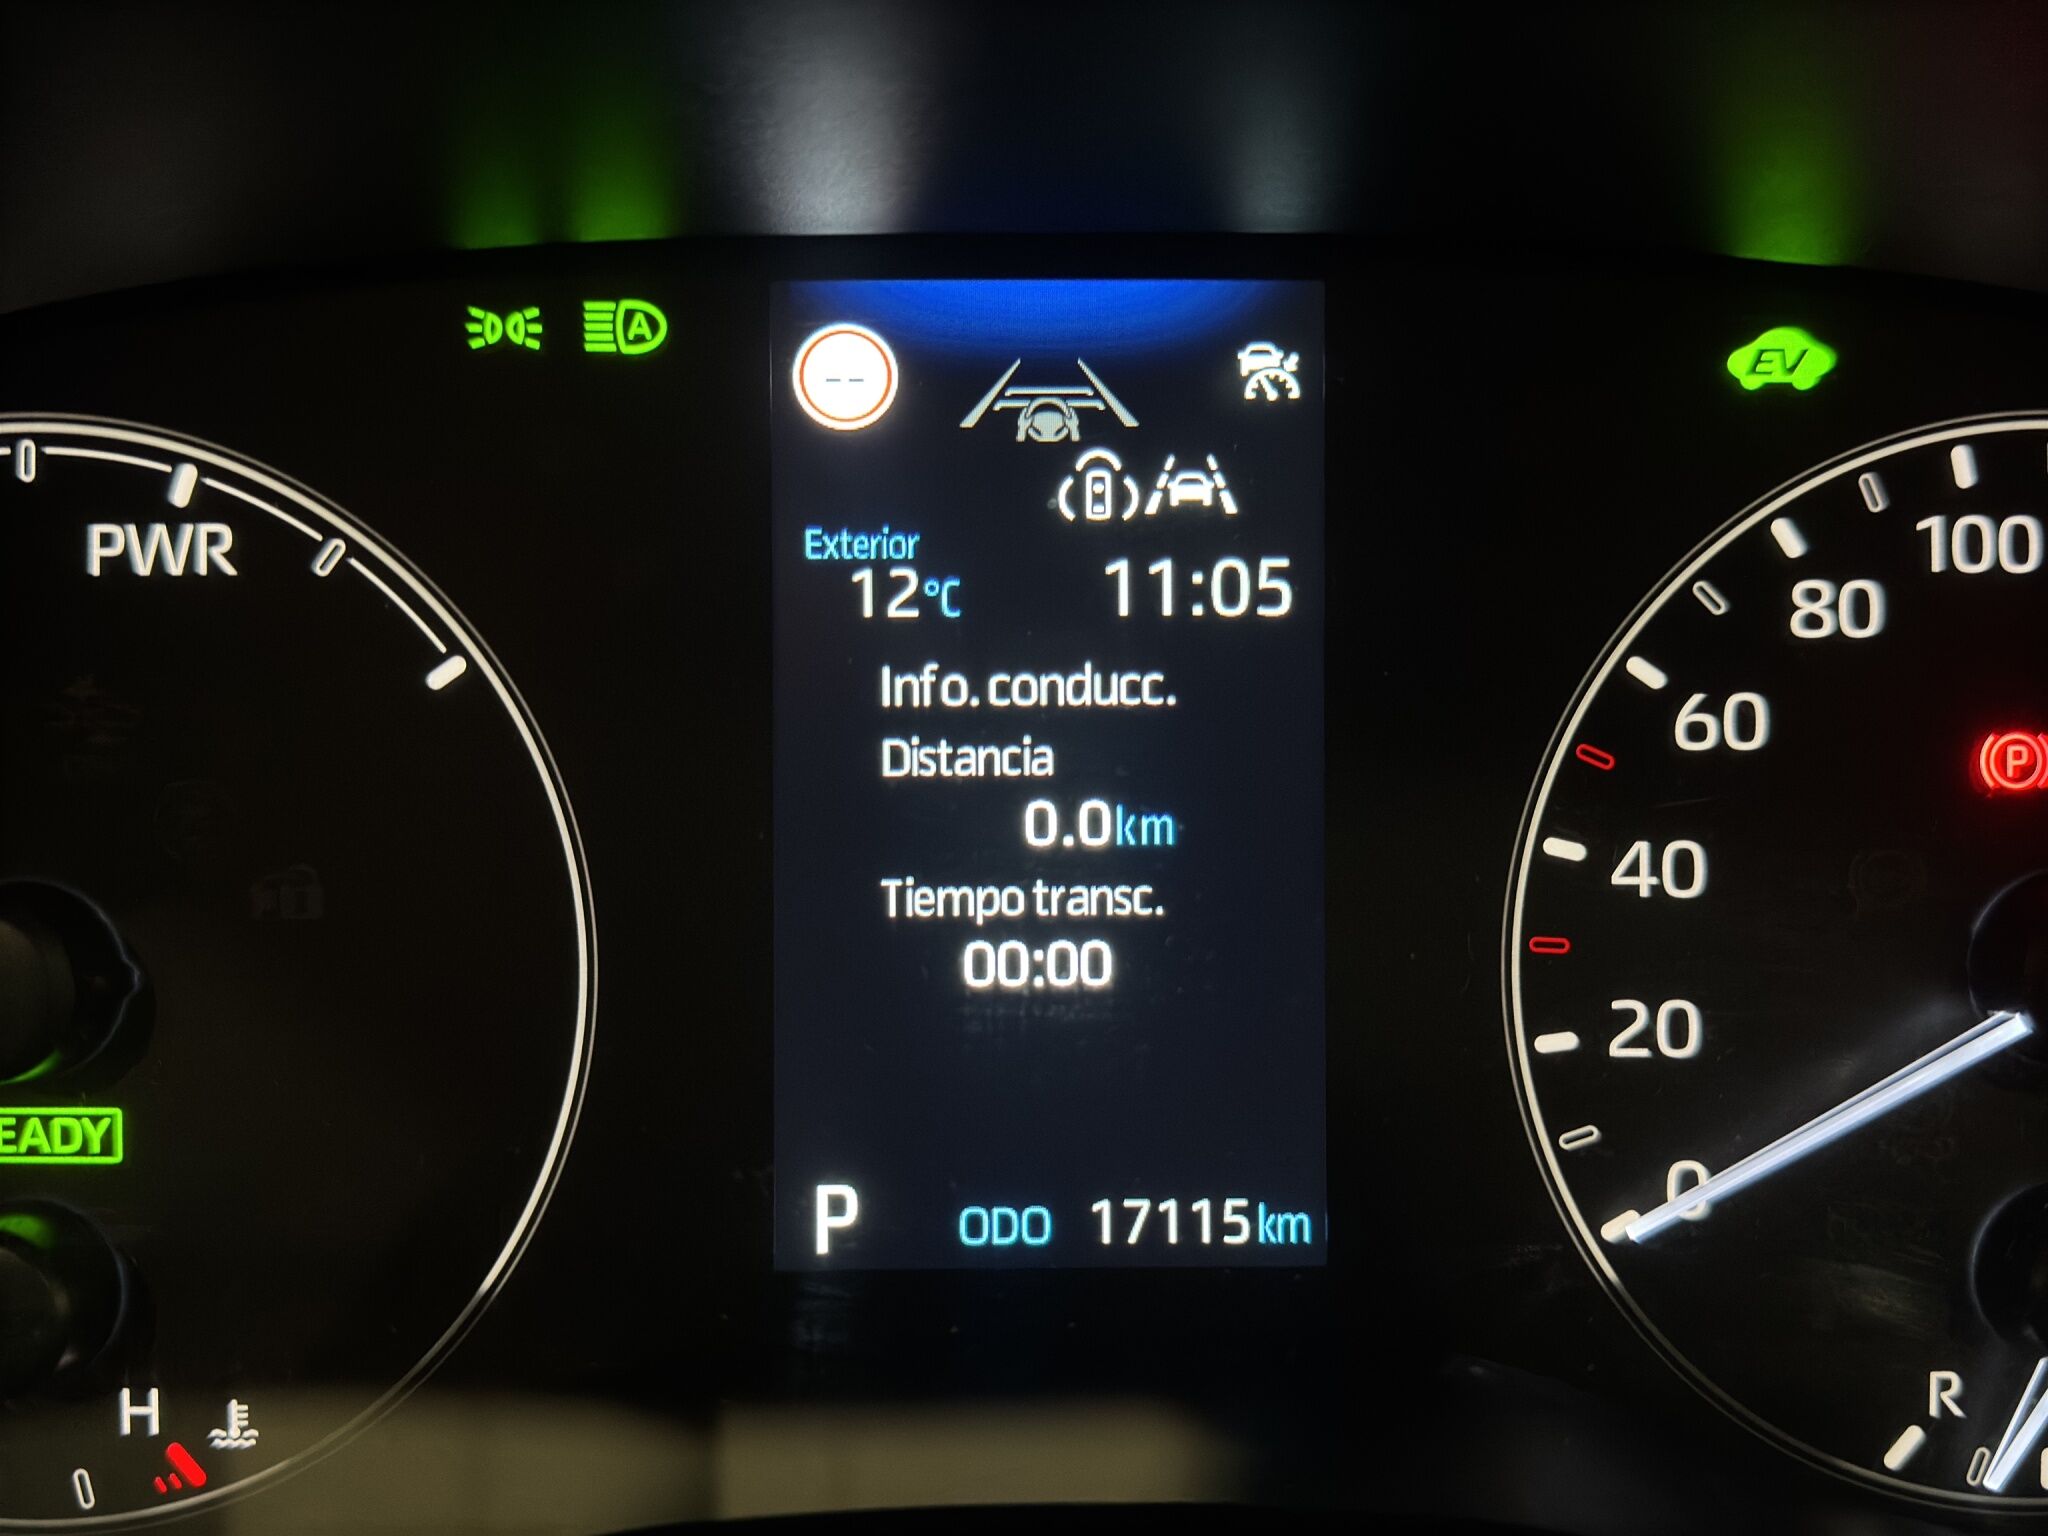 A
EV
--
PWR
Exterior
12°C
11:05
Info. conducc.
Distancia
0.0km
Tiempo transc.
00:00
P ODO 17115km
100
80
60
40
20
0
P
EADY
H
R